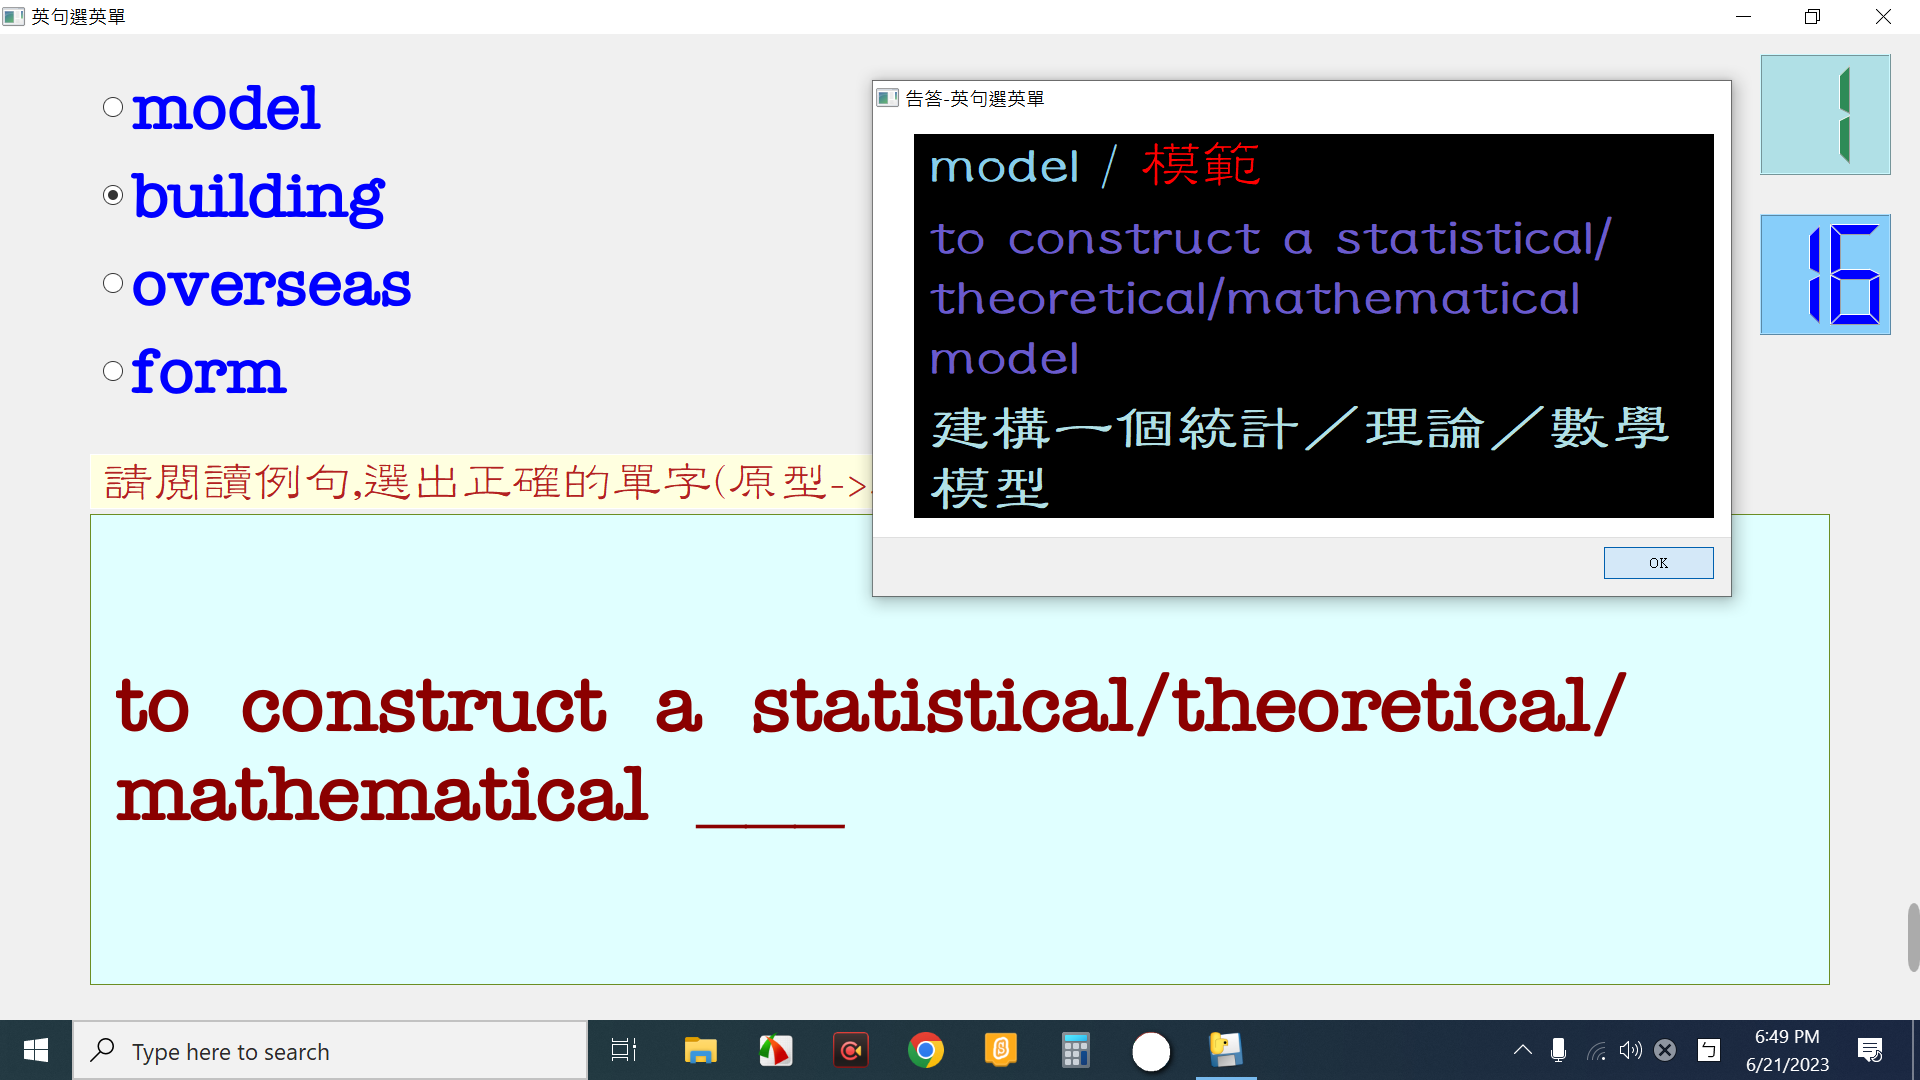 英句選英單
model
building
overseas
form
請閱讀例句,選出正確的單字(原型->
to construct a statistical/theoretical/
mathematical ___
告答-英句選英單
model / 模範
to construct a statistical/
theoretical/mathematical
model
建構一個統計／理論／數學
模型
OK
1
16
Type here to search
ㄅ
6:49 PM
6/21/2023